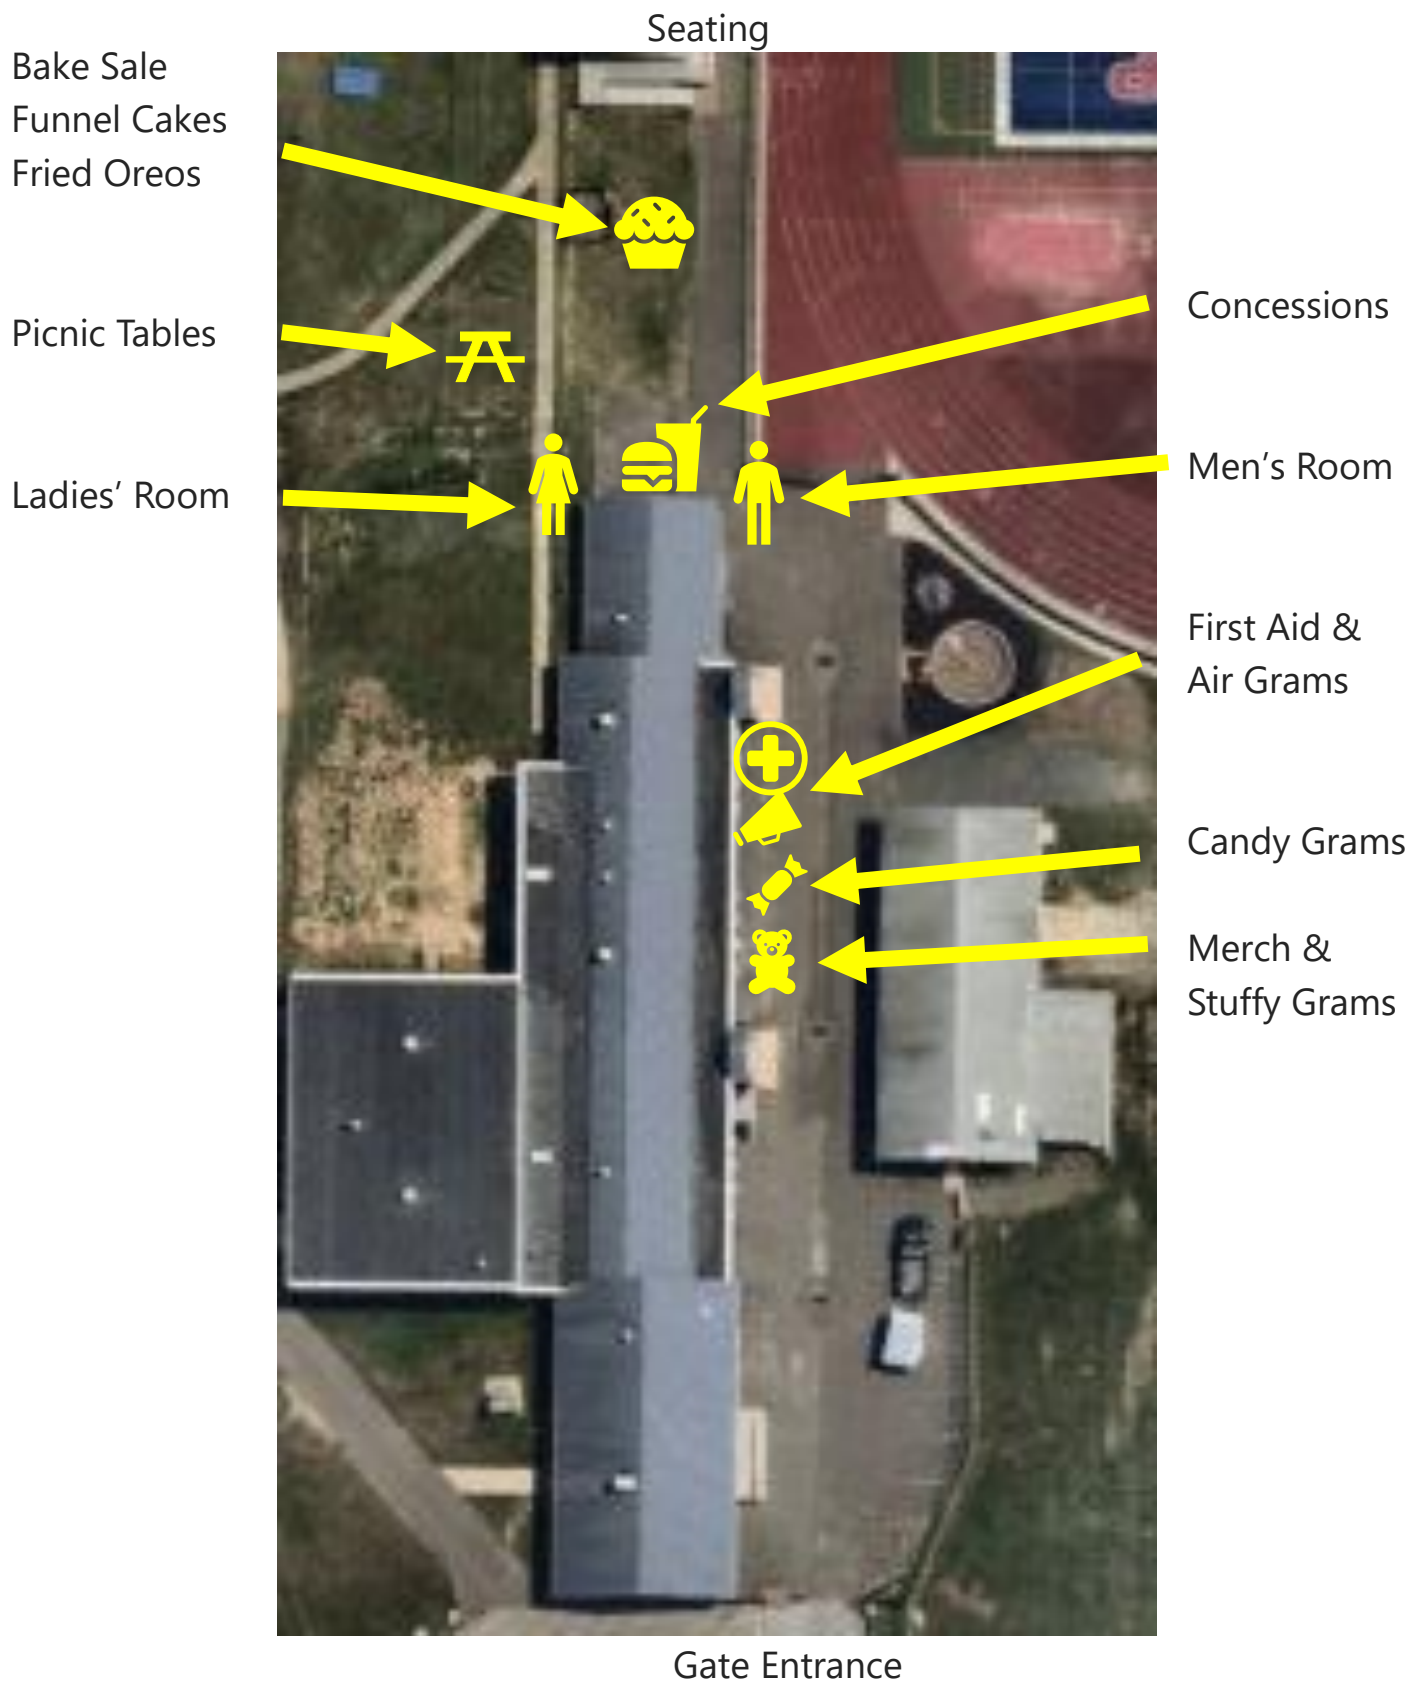 Seating
Bake Sale
Funnel Cakes
Fried Oreos
Picnic Tables
Ladies’ Room
Concessions
Men’s Room
First Aid &
Air Grams
Candy Grams
Merch &
Stuffy Grams
Gate Entrance